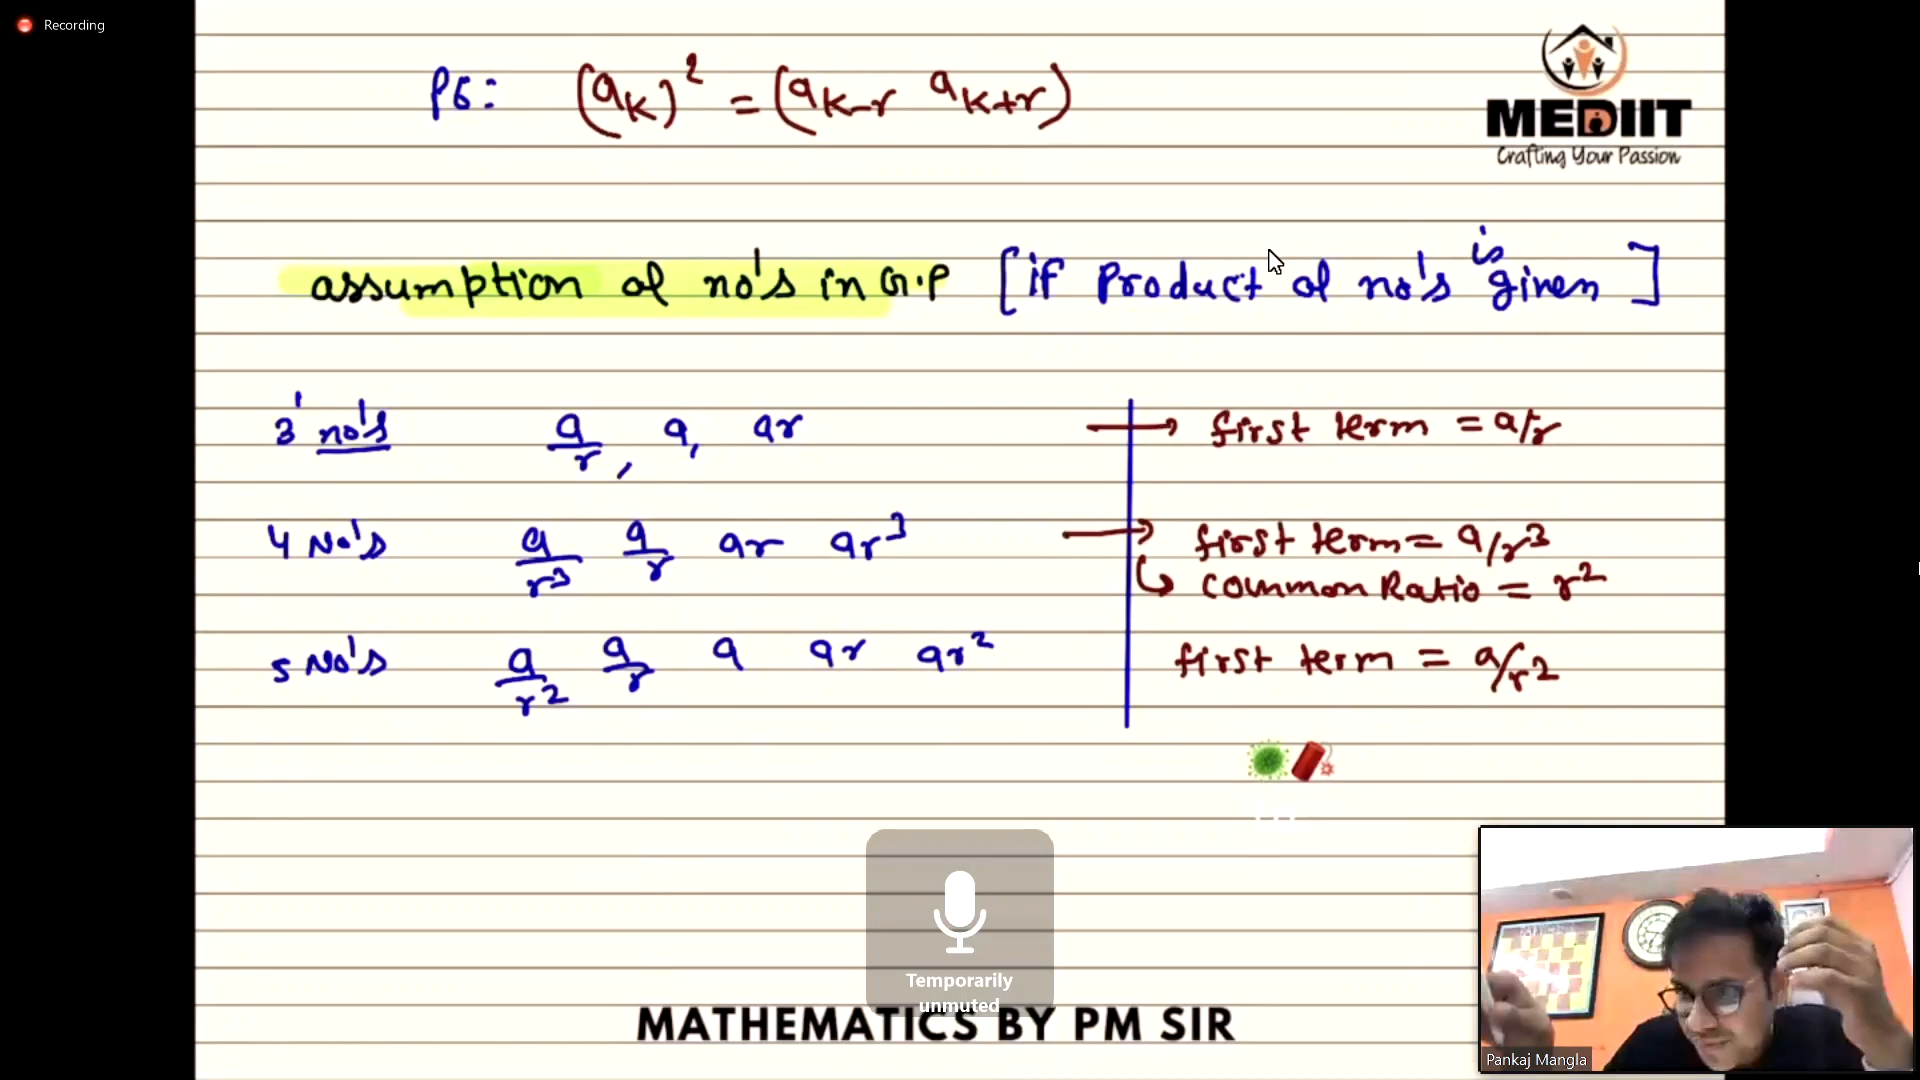 Recording
P6: (aK)² = (aK-r aK+r)
MEDIIT
Crafting Your Passion
assumption of no's in G.P [if Product of no's is given]
3 no's a/r, a, ar → first term = a/r
4 No's a/r³ a/r ar ar³ → first term = a/r³
↳ common Ratio = r²
5 No's a/r² a/r a ar ar² first term = a/r²
Temporarily
unmuted
MATHEMATICS BY PM SIR
Pankaj Mangla